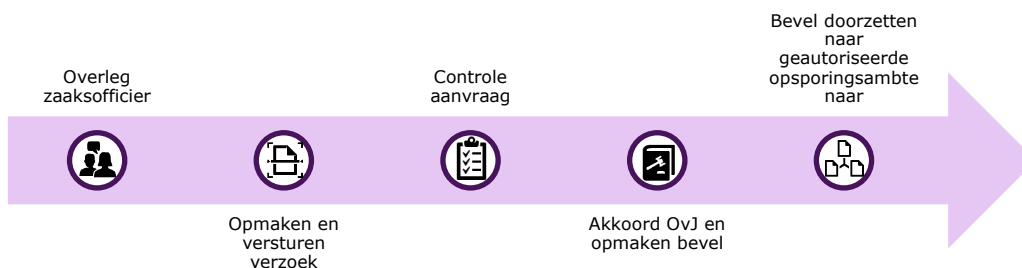 Overleg
zaaksofficier
Opmaken en
versturen
verzoek
Controle
aanvraag
Akkoord OvJ en
opmaken bevel
Bevel doorzetten
naar
geautoriseerde
opsporingsambte
naar